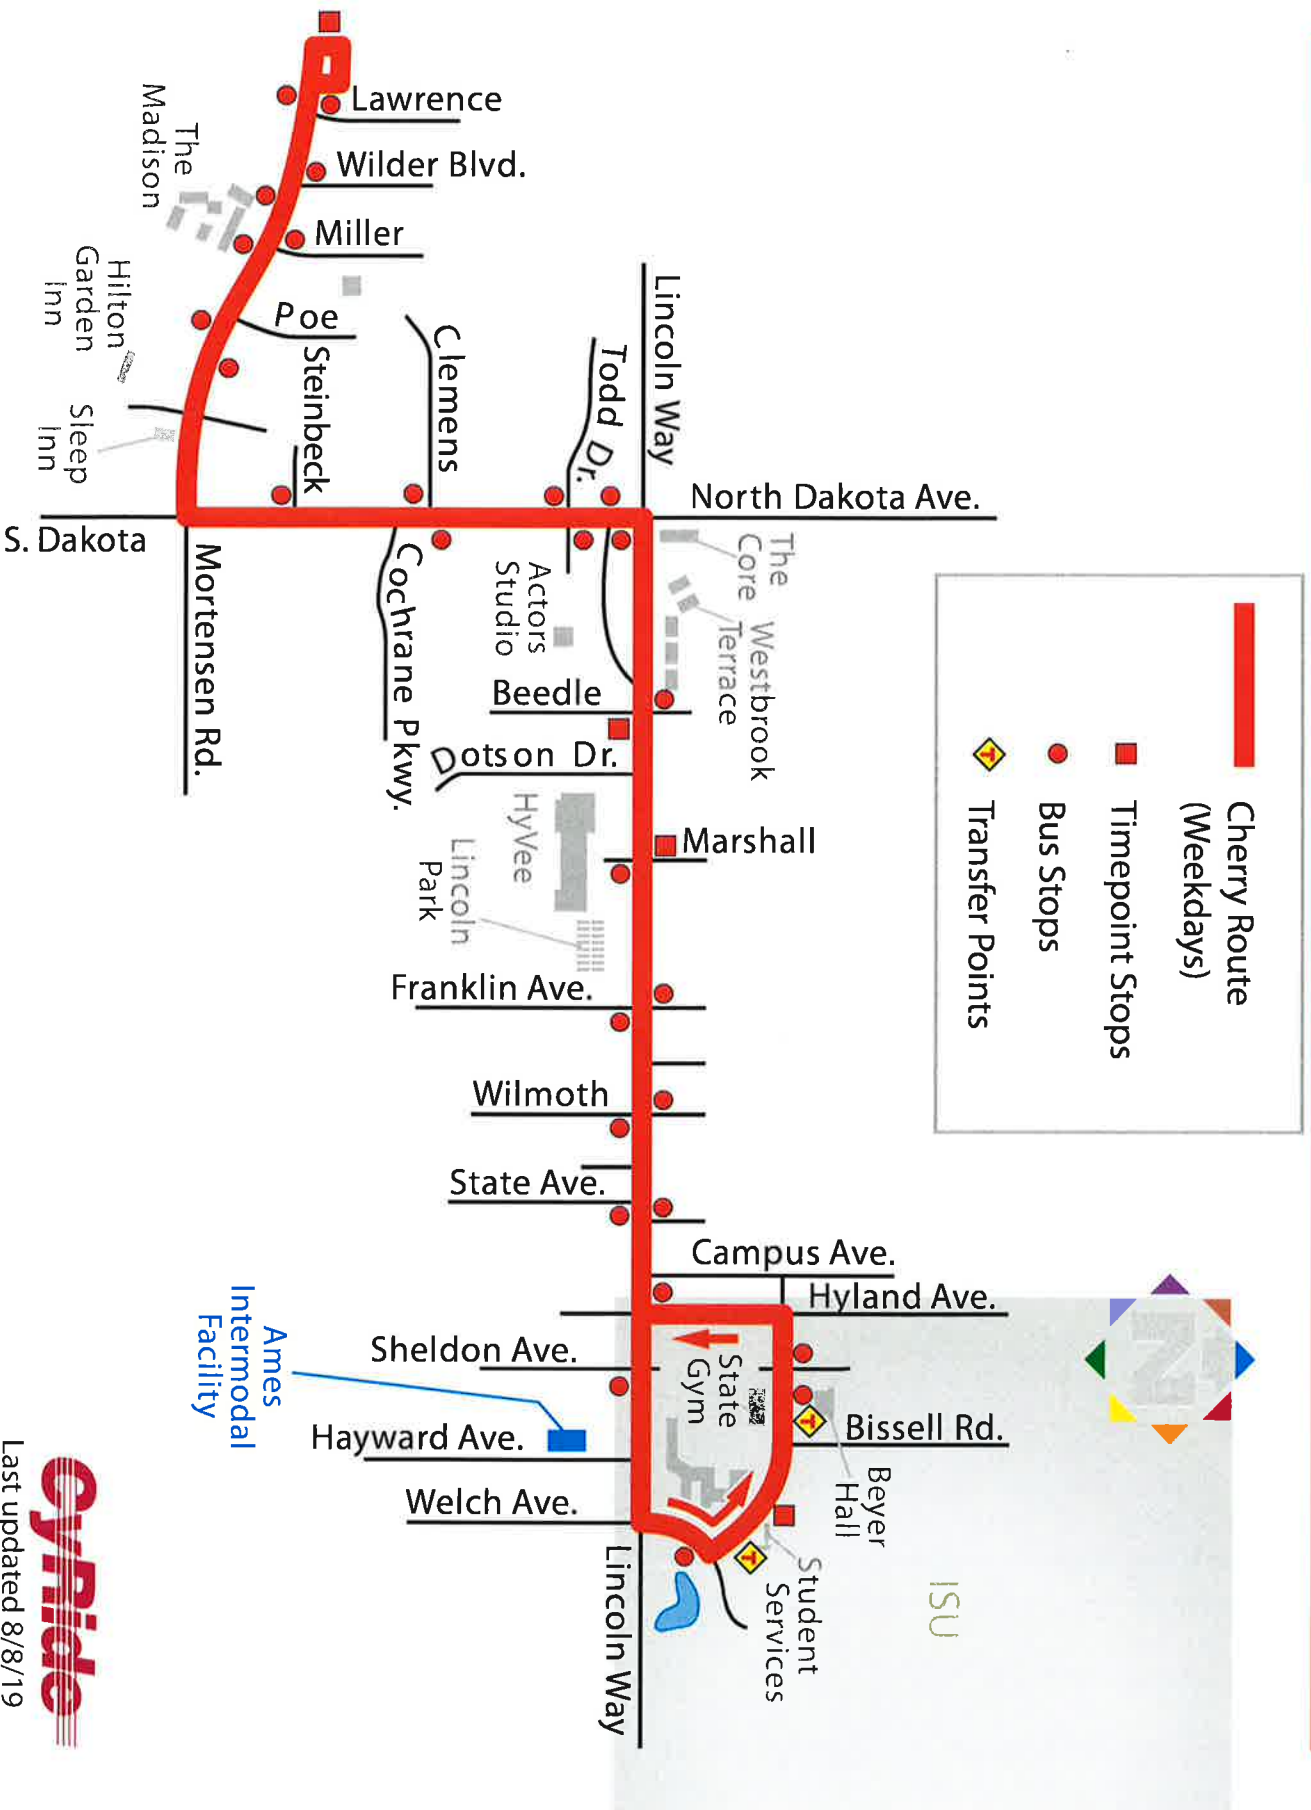 Lawrence
Wilder Blvd.
Miller
The
Madison
Hilton
Garden
Inn
Sleep
Inn
Poe
Steinbeck
Clemens
Todd Dr.
Lincoln Way
North Dakota Ave.
S. Dakota
Mortensen Rd.
Cochrane Pkwy.
Actors
Studio
The
Core
Westbrook
Terrace
Beedle
Dotson Dr.
HyVee
Lincoln
Park
Marshall
Franklin Ave.
Wilmoth
State Ave.
Campus Ave.
Hyland Ave.
Sheldon Ave.
State
Gym
Bissell Rd.
Beyer
Hall
Hayward Ave.
Welch Ave.
Ames
Intermodal
Facility
Student
Services
Lincoln Way
ISU
N
Cherry Route
(Weekdays)
Timepoint Stops
Bus Stops
T Transfer Points
T
T
CyRide
Last updated 8/8/19